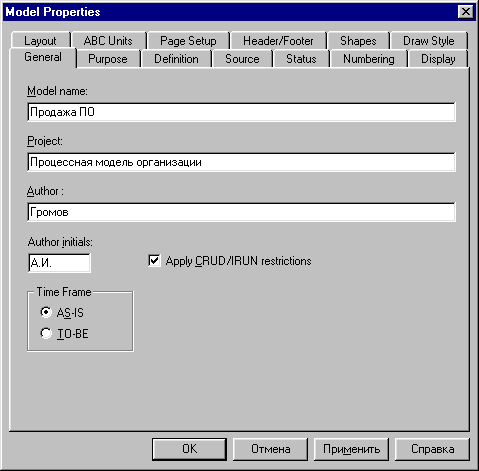 Model Properties
Layout ABC Units Page Setup Header/Footer Shapes Draw Style
General Purpose Definition Source Status Numbering Display
Model name:
Продажа ПО
Project:
Процессная модель организации
Author :
Громов
Author initials:
А.И.
Apply CRUD/IRUN restrictions
Time Frame
AS-IS
TO-BE
OK Отмена Применить Справка